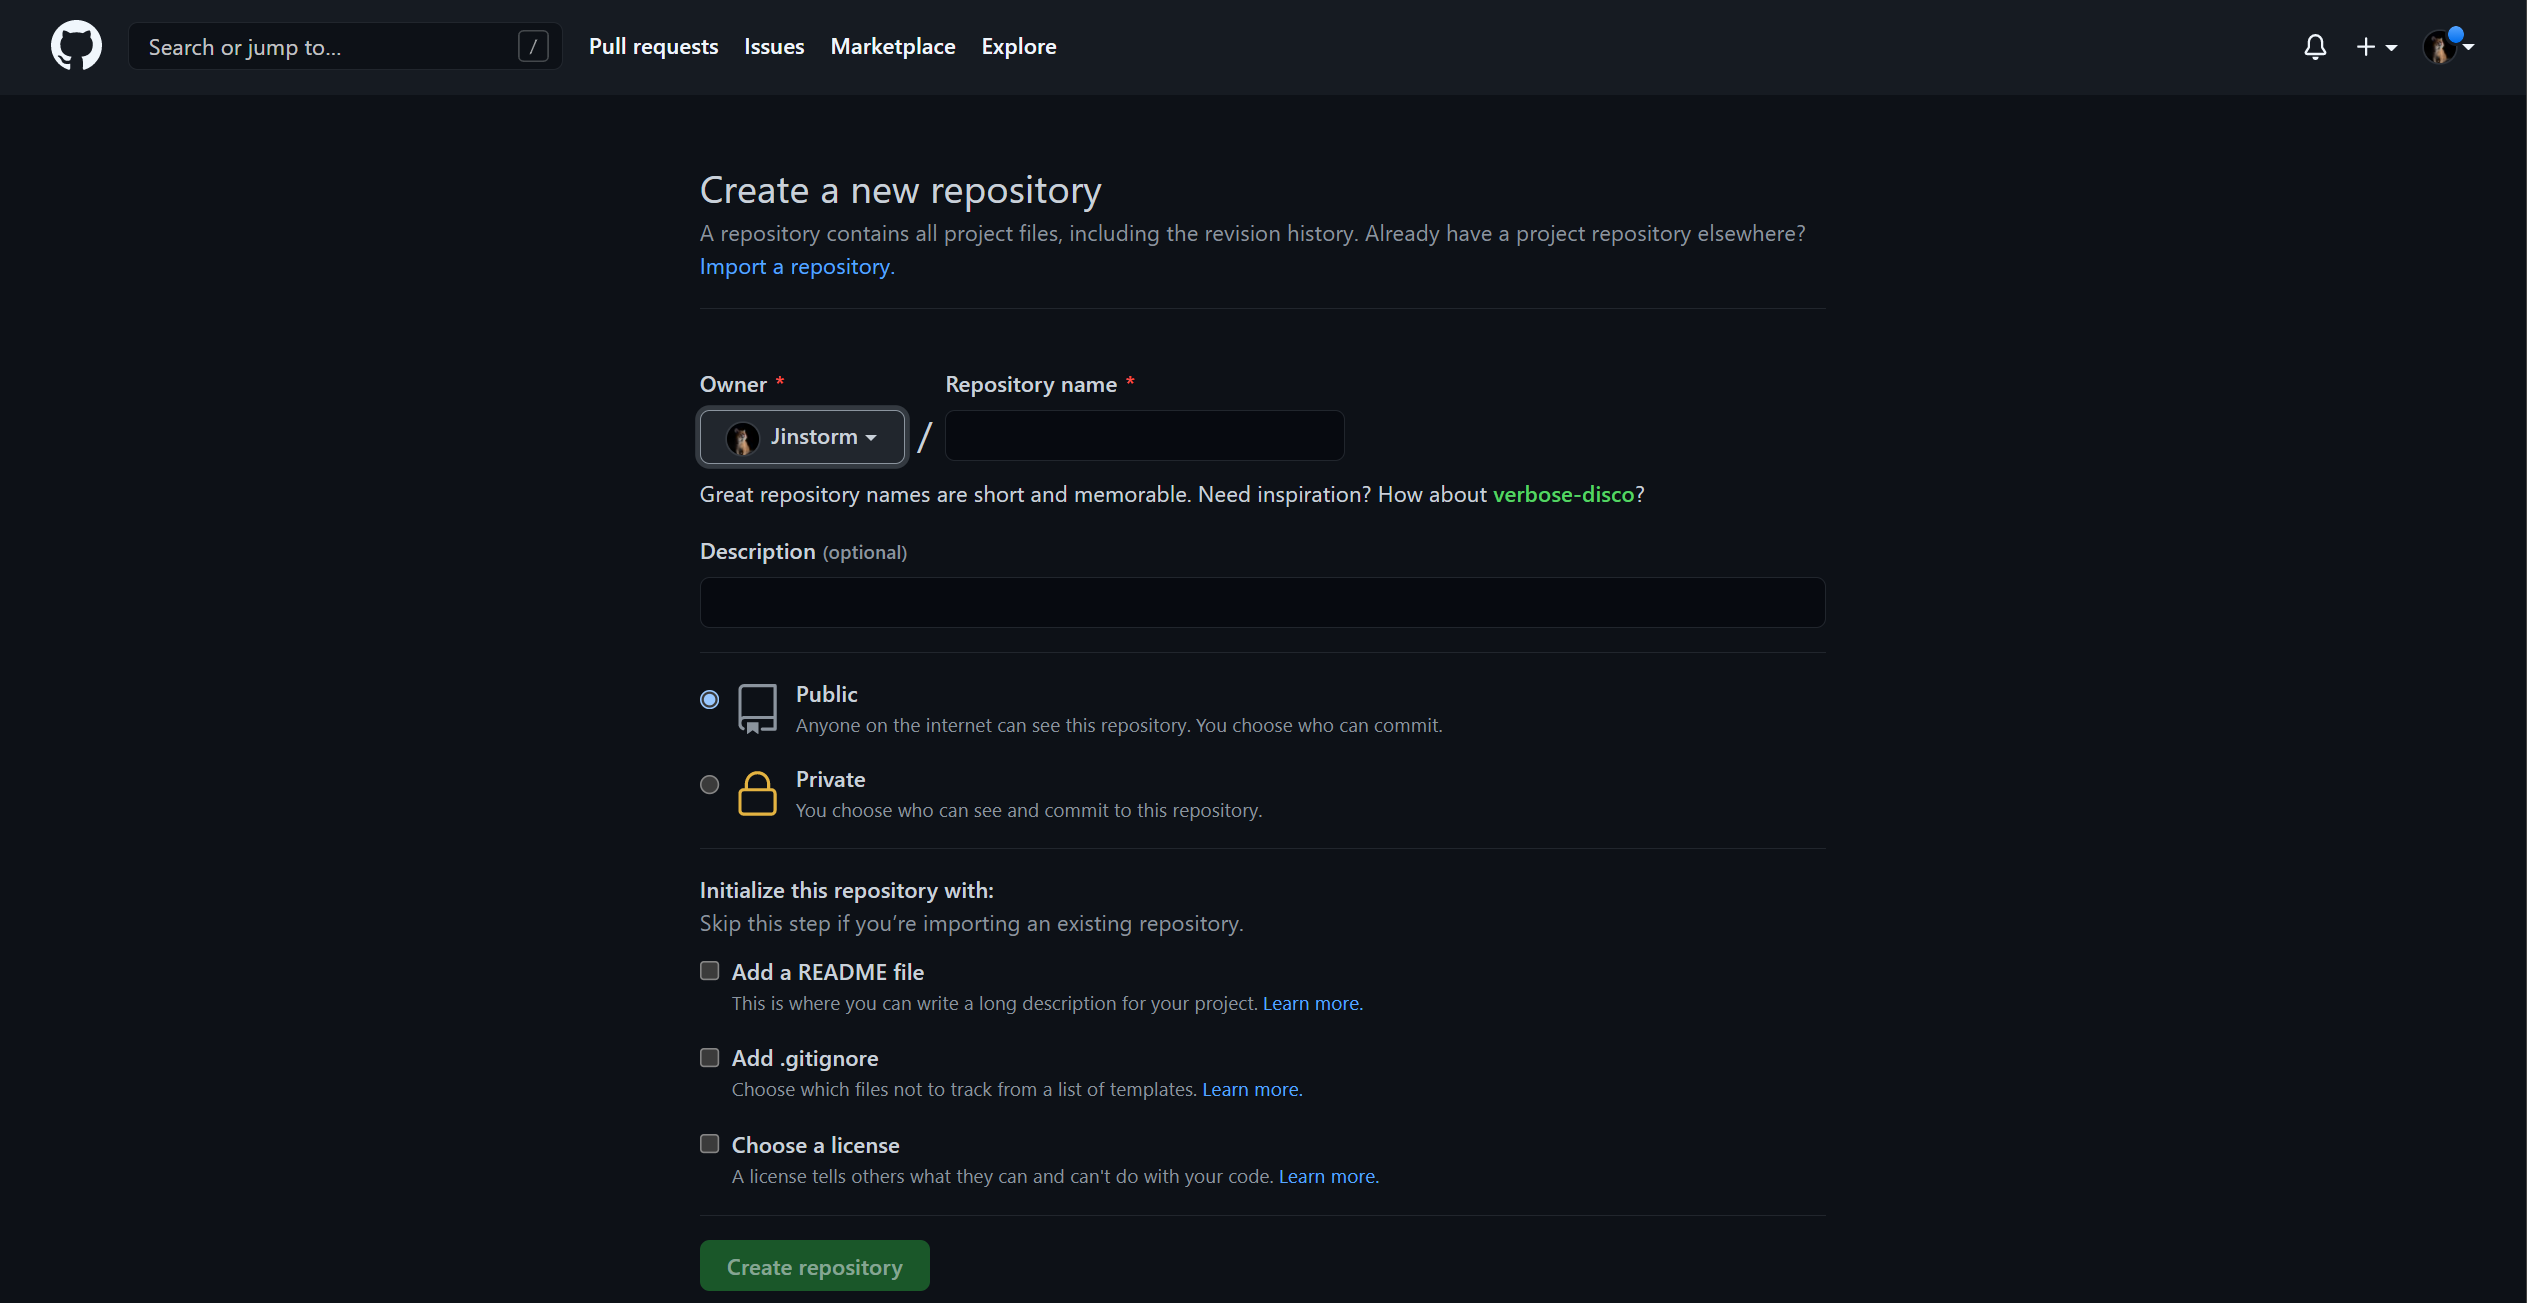 Search or jump to...
/
Pull requests
Issues
Marketplace
Explore
Create a new repository
A repository contains all project files, including the revision history. Already have a project repository elsewhere?
Import a repository.
Owner *
Repository name *
Jinstorm
/
Great repository names are short and memorable. Need inspiration? How about verbose-disco?
Description (optional)
Public
Anyone on the internet can see this repository. You choose who can commit.
Private
You choose who can see and commit to this repository.
Initialize this repository with:
Skip this step if you’re importing an existing repository.
Add a README file
This is where you can write a long description for your project. Learn more.
Add .gitignore
Choose which files not to track from a list of templates. Learn more.
Choose a license
A license tells others what they can and can't do with your code. Learn more.
Create repository